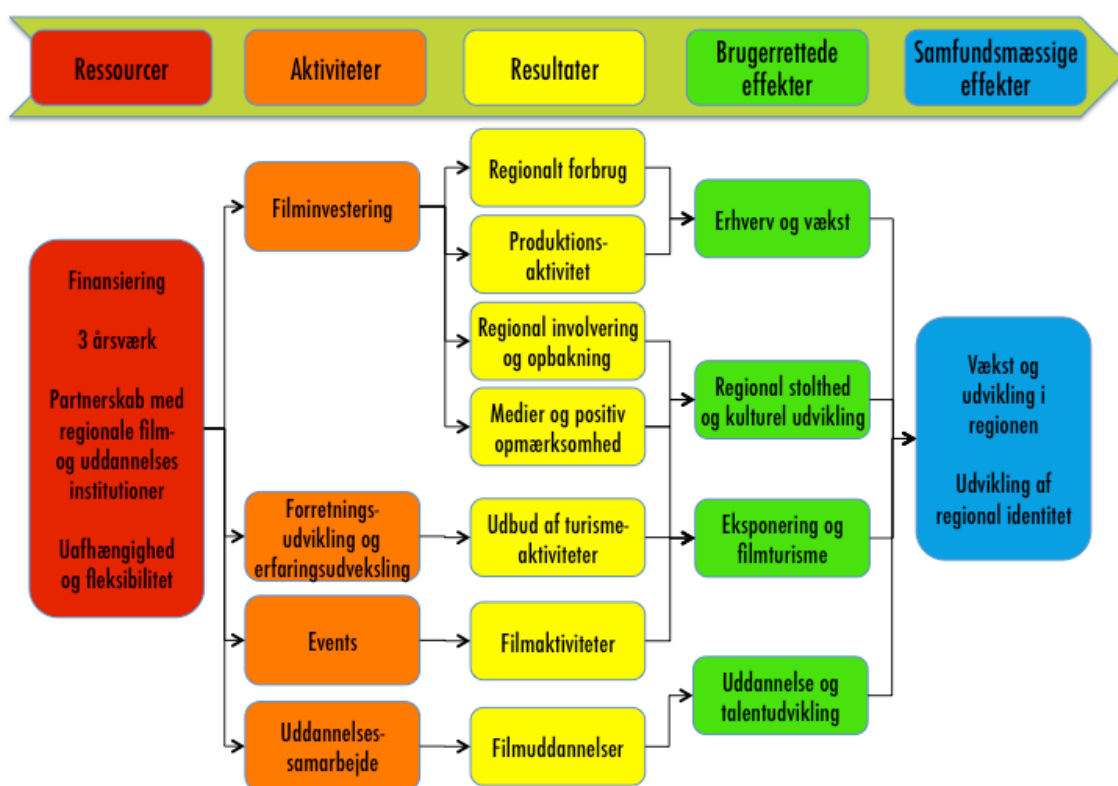 Ressourcer
Aktiviteter
Resultater
Brugerrettede
effekter
Samfundsmæssige
effekter
Finansiering
3 årsværk
Partnerskab med
regionale film-
og uddannelses
institutioner
Uafhængighed
og fleksibilitet
Filminvestering
Forretnings-
udvikling og
erfaringsudveksling
Events
Uddannelses-
samarbejde
Regionalt forbrug
Produktions-
aktivitet
Regional involvering
og opbakning
Medier og positiv
opmærksomhed
Udbud af turisme-
aktiviteter
Filmaktiviteter
Filmuddannelser
Erhverv og vækst
Regional stolthed
og kulturel udvikling
Eksponering og
filmturisme
Uddannelse og
talentudvikling
Vækst og
udvikling i
regionen
Udvikling af
regional identitet